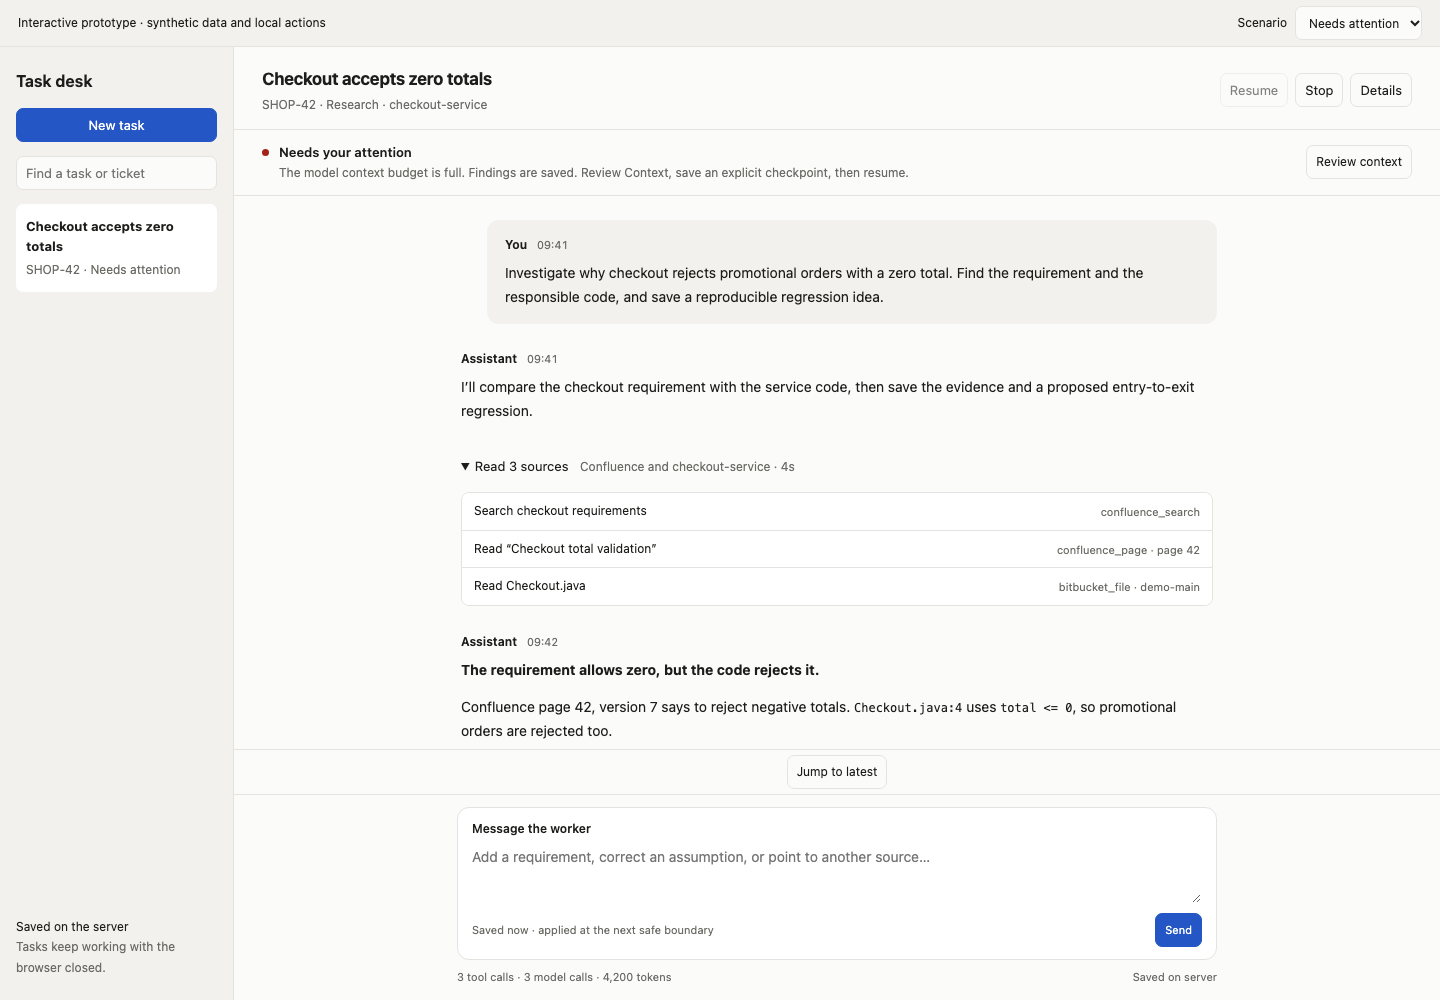 Interactive prototype · synthetic data and local actions
Scenario
Needs attention
Task desk
New task
Find a task or ticket
Checkout accepts zero
totals
SHOP-42 · Needs attention
Saved on the server
Tasks keep working with the
browser closed.
Checkout accepts zero totals
SHOP-42 · Research · checkout-service
Resume
Stop
Details
Needs your attention
The model context budget is full. Findings are saved. Review Context, save an explicit checkpoint, then resume.
Review context
You 09:41
Investigate why checkout rejects promotional orders with a zero total. Find the requirement and the
responsible code, and save a reproducible regression idea.
Assistant 09:41
I’ll compare the checkout requirement with the service code, then save the evidence and a proposed entry-to-exit
regression.
Read 3 sources Confluence and checkout-service · 4s
Search checkout requirements confluence_search
Read “Checkout total validation” confluence_page · page 42
Read Checkout.java bitbucket_file · demo-main
Assistant 09:42
The requirement allows zero, but the code rejects it.
Confluence page 42, version 7 says to reject negative totals. Checkout.java:4 uses total <= 0, so promotional
orders are rejected too.
Jump to latest
Message the worker
Add a requirement, correct an assumption, or point to another source…
Saved now · applied at the next safe boundary
Send
3 tool calls · 3 model calls · 4,200 tokens
Saved on server